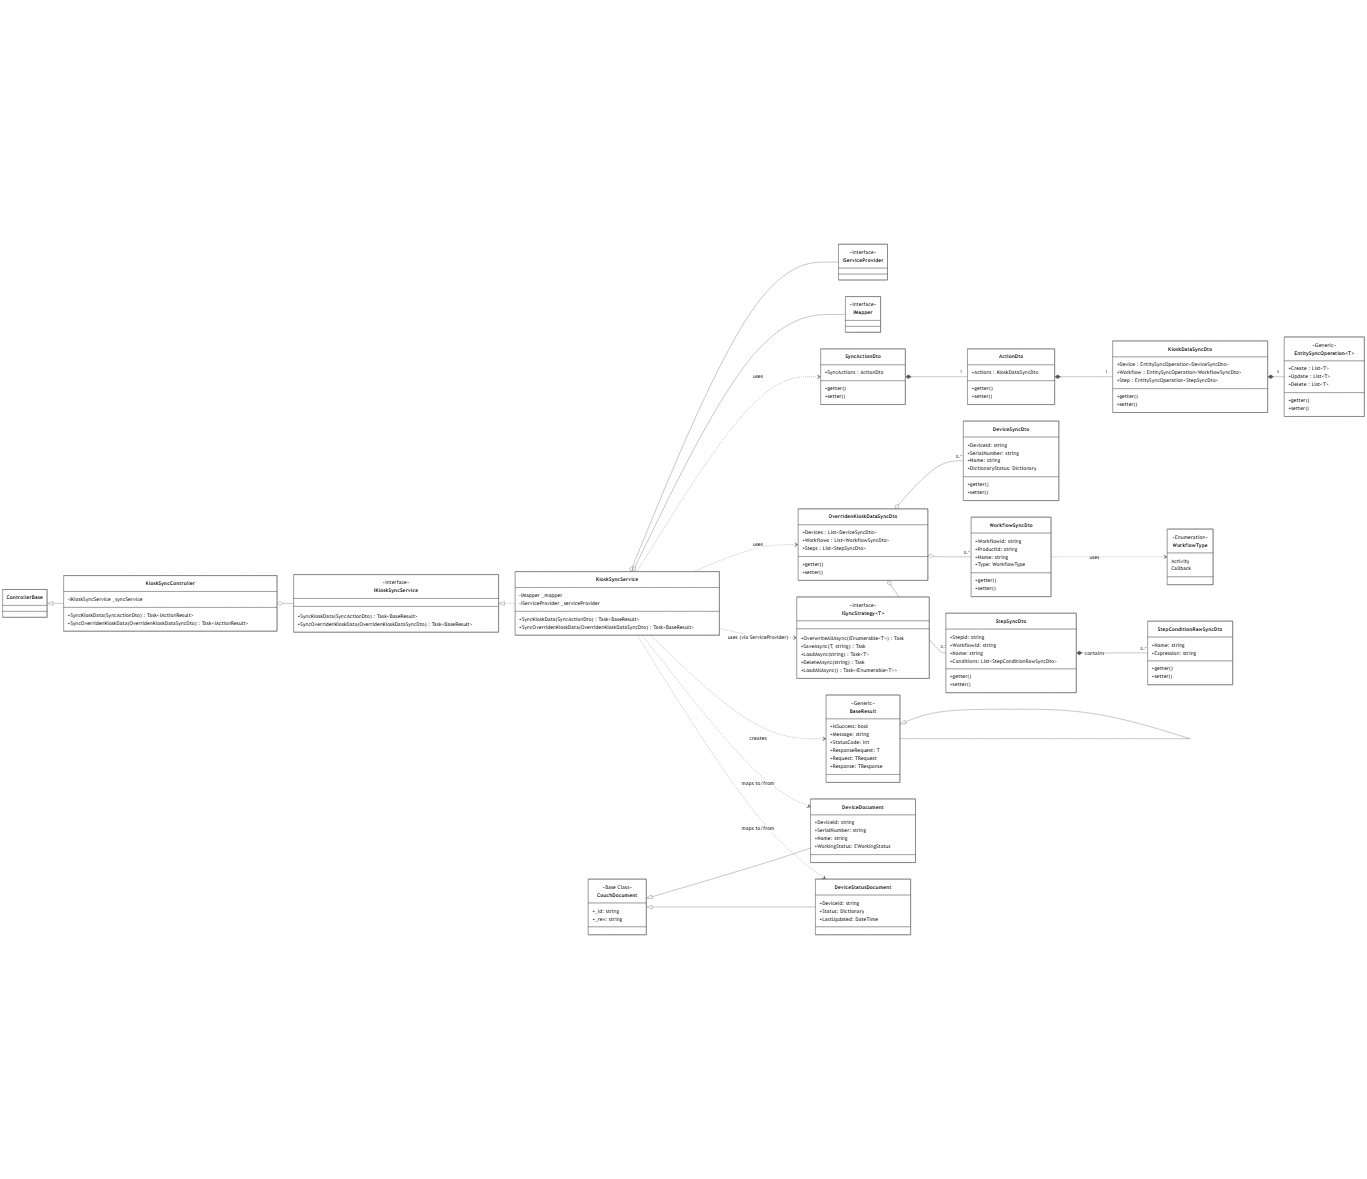 ControllerBase
KioskSyncController
-IKioskSyncService _syncService
+SyncKioskData(SyncActionDto) : Task<IActionResult>
+SyncOverridenKioskData(OverridenKioskDataSyncDto) : Task<IActionResult>
«Interface»
IKioskSyncService
+SyncKioskData(SyncActionDto) : Task<BaseResult>
+SyncOverridenKioskData(OverridenKioskDataSyncDto) : Task<BaseResult>
KioskSyncService
-IMapper _mapper
-IServiceProvider _serviceProvider
+SyncKioskData(SyncActionDto) : Task<BaseResult>
+SyncOverridenKioskData(OverridenKioskDataSyncDto) : Task<BaseResult>
«Interface»
IServiceProvider
«Interface»
IMapper
uses
SyncActionDto
+SyncActions : ActionDto
+getter()
+setter()
1
ActionDto
+Actions : KioskDataSyncDto
+getter()
+setter()
1
KioskDataSyncDto
+Device : EntitySyncOperation<DeviceSyncDto>
+Workflow : EntitySyncOperation<WorkflowSyncDto>
+Step : EntitySyncOperation<StepSyncDto>
+getter()
+setter()
3
«Generic»
EntitySyncOperation<T>
+Create : List<T>
+Update : List<T>
+Delete : List<T>
+getter()
+setter()
0..*
DeviceSyncDto
+DeviceId: string
+SerialNumber: string
+Name: string
+DictionaryStatus: Dictionary
+getter()
+setter()
uses
OverridenKioskDataSyncDto
+Devices : List<DeviceSyncDto>
+Workflows : List<WorkflowSyncDto>
+Steps : List<StepSyncDto>
+getter()
+setter()
0..*
WorkflowSyncDto
+WorkflowId: string
+ProductId: string
+Name: string
+Type: WorkflowType
+getter()
+setter()
uses
«Enumeration»
WorkflowType
Activity
Callback
uses (via ServiceProvider)
«Interface»
ISyncStrategy<T>
+OverwriteAllAsync(IEnumerable<T>) : Task
+SaveAsync(T, string) : Task
+LoadAsync(string) : Task<T>
+DeleteAsync(string) : Task
+LoadAllAsync() : Task<IEnumerable<T>>
0..*
StepSyncDto
+StepId: string
+WorkflowId: string
+Name: string
+Conditions: List<StepConditionRawSyncDto>
+getter()
+setter()
contains
0..*
StepConditionRawSyncDto
+Name: string
+Expression: string
+getter()
+setter()
creates
«Generic»
BaseResult
+IsSuccess: bool
+Message: string
+StatusCode: int
+ResponseRequest: T
+Request: TRequest
+Response: TResponse
maps to/from
DeviceDocument
+DeviceId: string
+SerialNumber: string
+Name: string
+WorkingStatus: EWorkingStatus
maps to/from
«Base Class»
CouchDocument
+_id: string
+_rev: string
DeviceStatusDocument
+DeviceId: string
+Status: Dictionary
+LastUpdated: DateTime